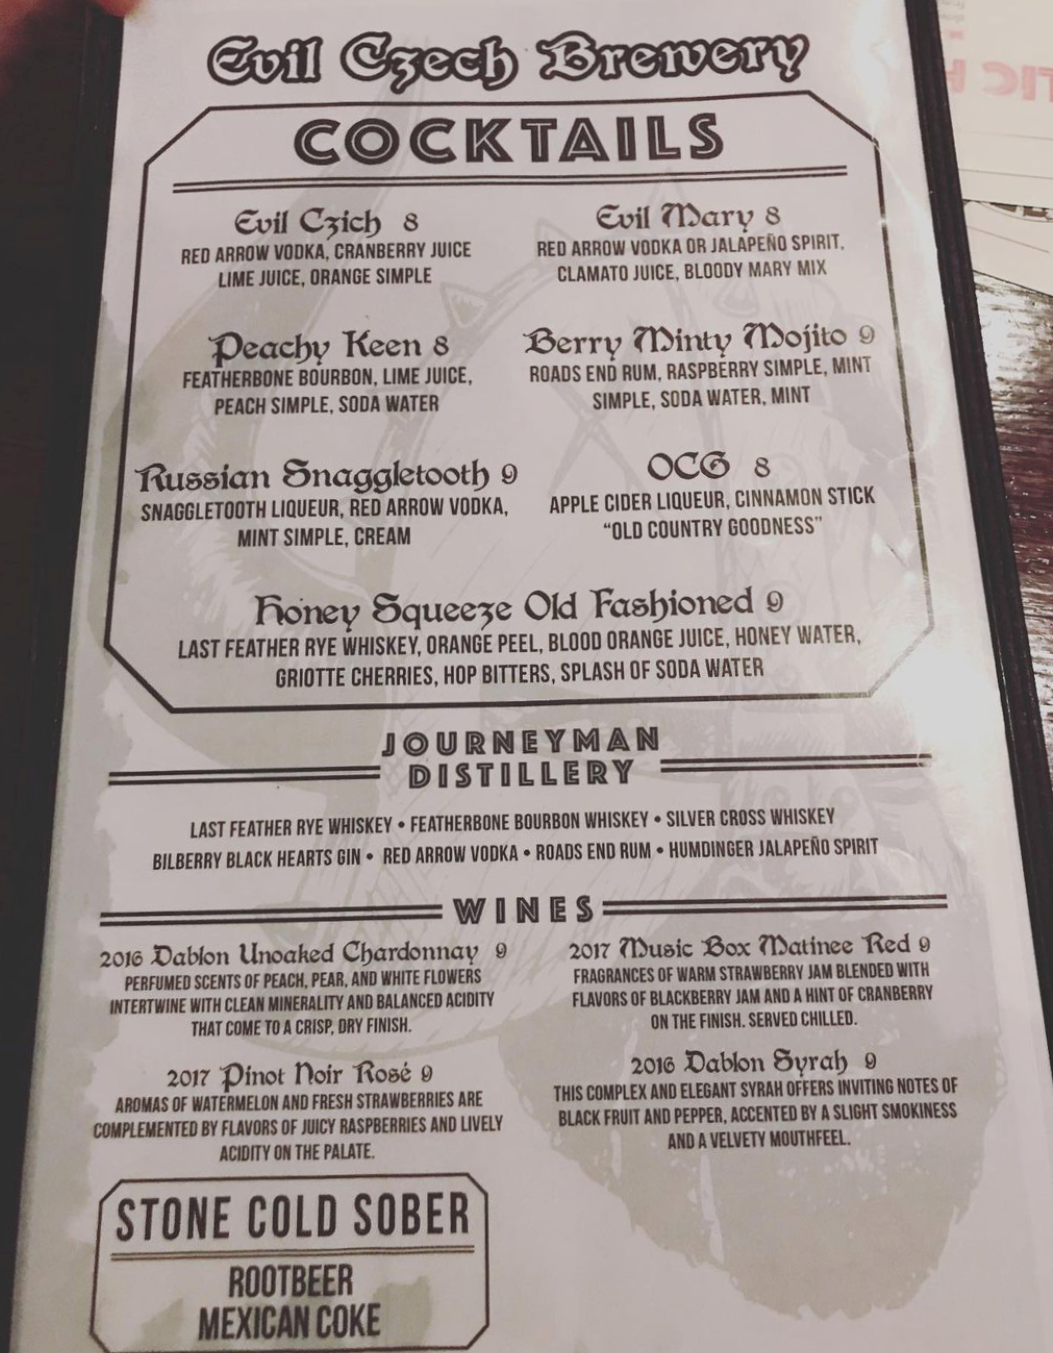 Evil Czech Brewery
COCKTAILS
Evil Czich 8
RED ARROW VODKA, CRANBERRY JUICE
LIME JUICE, ORANGE SIMPLE
Evil Mary 8
RED ARROW VODKA OR JALAPEÑO SPIRIT,
CLAMATO JUICE, BLOODY MARY MIX
Peachy Keen 8
FEATHERBONE BOURBON, LIME JUICE,
PEACH SIMPLE, SODA WATER
Berry Minty Mojito 9
ROADS END RUM, RASPBERRY SIMPLE, MINT
SIMPLE, SODA WATER, MINT
Russian Snaggletooth 9
SNAGGLETOOTH LIQUEUR, RED ARROW VODKA,
MINT SIMPLE, CREAM
OCG 8
APPLE CIDER LIQUEUR, CINNAMON STICK
"OLD COUNTRY GOODNESS"
Honey Squeeze Old Fashioned 9
LAST FEATHER RYE WHISKEY, ORANGE PEEL, BLOOD ORANGE JUICE, HONEY WATER,
GRIOTTE CHERRIES, HOP BITTERS, SPLASH OF SODA WATER
JOURNEYMAN
DISTILLERY
LAST FEATHER RYE WHISKEY • FEATHERBONE BOURBON WHISKEY • SILVER CROSS WHISKEY
BILBERRY BLACK HEARTS GIN • RED ARROW VODKA • ROADS END RUM • HUMDINGER JALAPEÑO SPIRIT
WINES
2016 Dablon Unoaked Chardonnay 9
PERFUMED SCENTS OF PEACH, PEAR, AND WHITE FLOWERS
INTERTWINE WITH CLEAN MINERALITY AND BALANCED ACIDITY
THAT COME TO A CRISP, DRY FINISH.
2017 Music Box Matinee Red 9
FRAGRANCES OF WARM STRAWBERRY JAM BLENDED WITH
FLAVORS OF BLACKBERRY JAM AND A HINT OF CRANBERRY
ON THE FINISH. SERVED CHILLED.
2017 Pinot Noir Rosé 9
AROMAS OF WATERMELON AND FRESH STRAWBERRIES ARE
COMPLEMENTED BY FLAVORS OF JUICY RASPBERRIES AND LIVELY
ACIDITY ON THE PALATE.
2016 Dablon Syrah 9
THIS COMPLEX AND ELEGANT SYRAH OFFERS INVITING NOTES OF
BLACK FRUIT AND PEPPER, ACCENTED BY A SLIGHT SMOKINESS
AND A VELVETY MOUTHFEEL.
STONE COLD SOBER
ROOTBEER
MEXICAN COKE